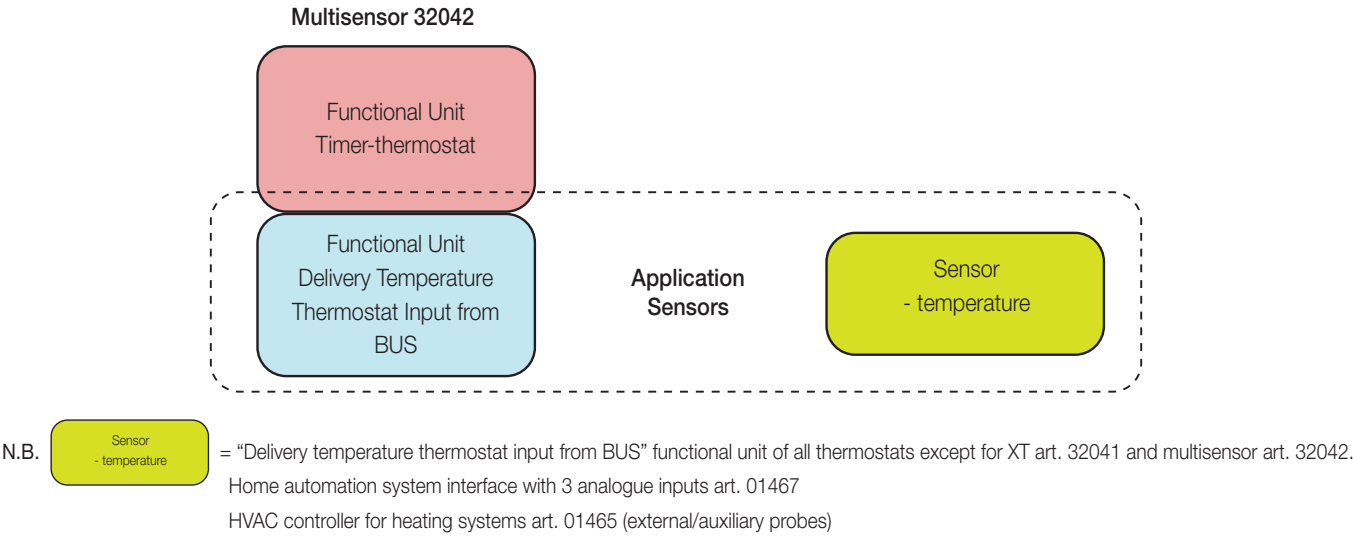 Multisensor 32042
Functional Unit
Timer-thermostat
Functional Unit
Delivery Temperature
Thermostat Input from
BUS
Application
Sensors
Sensor
- temperature
N.B.
Sensor
- temperature
= “Delivery temperature thermostat input from BUS” functional unit of all thermostats except for XT art. 32041 and multisensor art. 32042.
Home automation system interface with 3 analogue inputs art. 01467
HVAC controller for heating systems art. 01465 (external/auxiliary probes)